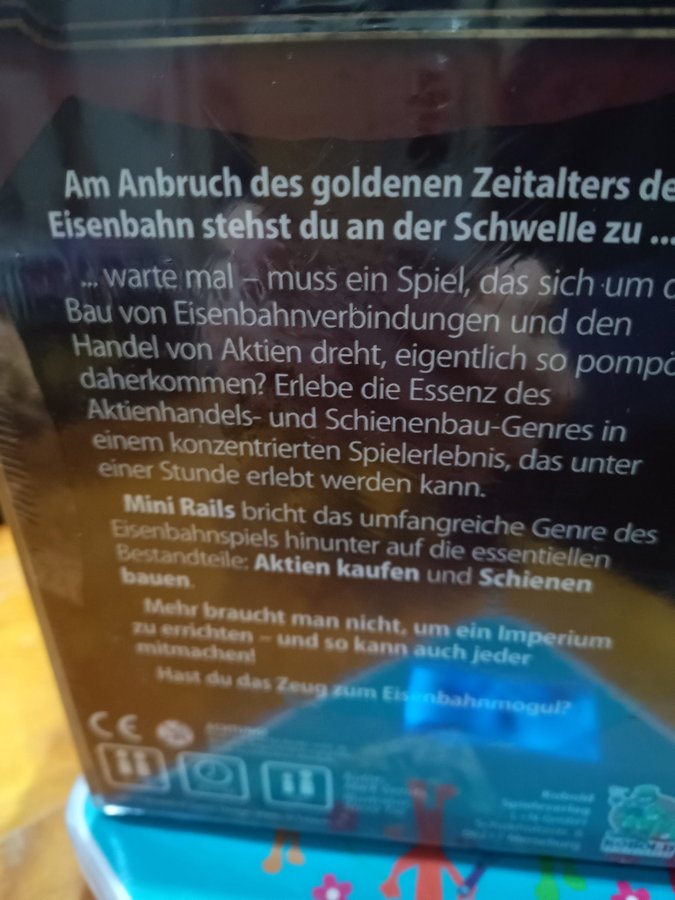 Am Anbruch des goldenen Zeitalters de
Eisenbahn stehst du an der Schwelle zu ...
... warte mal – muss ein Spiel, das sich um d
Bau von Eisenbahnverbindungen und den
Handel von Aktien dreht, eigentlich so pompö
daherkommen? Erlebe die Essenz des
Aktienhandels- und Schienenbau-Genres in
einem konzentrierten Spielerlebnis, das unter
einer Stunde erlebt werden kann.
Mini Rails bricht das umfangreiche Genre des
Eisenbahnspiels hinunter auf die essentiellen
Bestandteile: Aktien kaufen und Schienen
bauen.
Mehr braucht man nicht, um ein Imperium
zu errichten – und so kann auch jeder
mitmachen!
Hast du das Zeug zum Eisenbahnmogul?
CE